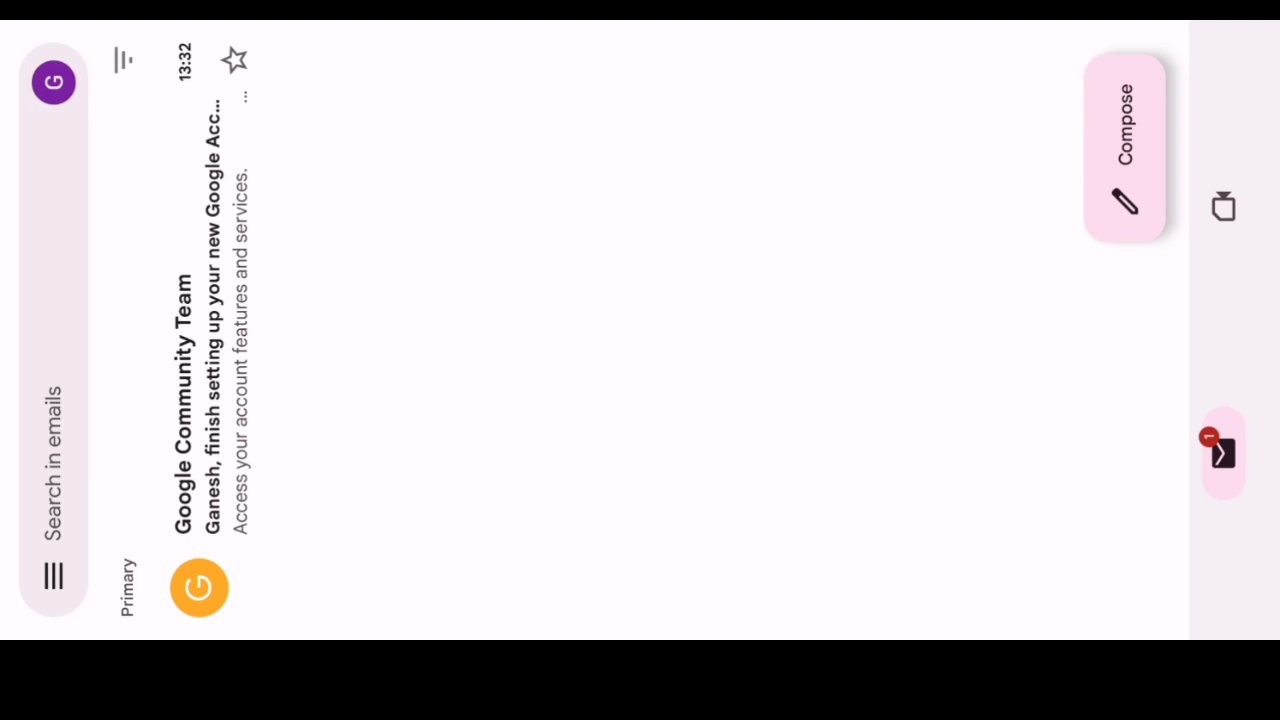 Search in emails
G
Primary
G
Google Community Team
13:32
Ganesh, finish setting up your new Google Acc...
Access your account features and services.
...
Compose
1